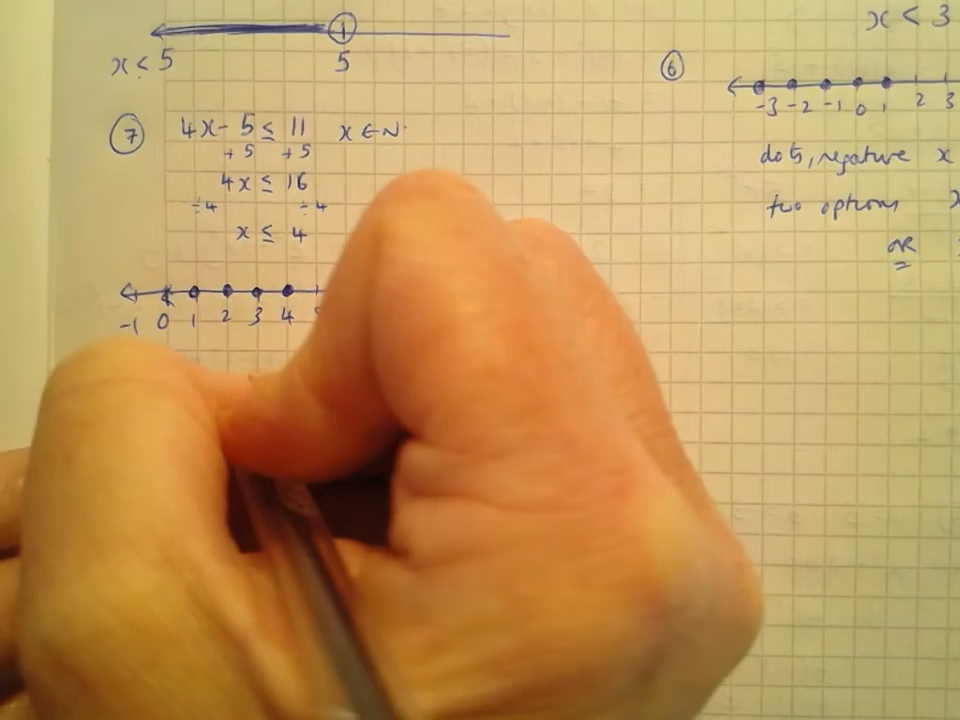 x < 5
5
⑦ 4x - 5 ≤ 11 x ∈ N
+ 5 + 5
4x ≤ 16
÷4 ÷4
x ≤ 4
-1 0 1 2 3 4
x < 3
⑥
-3 -2 -1 0 1 2 3
dots, negative x
two options
OR